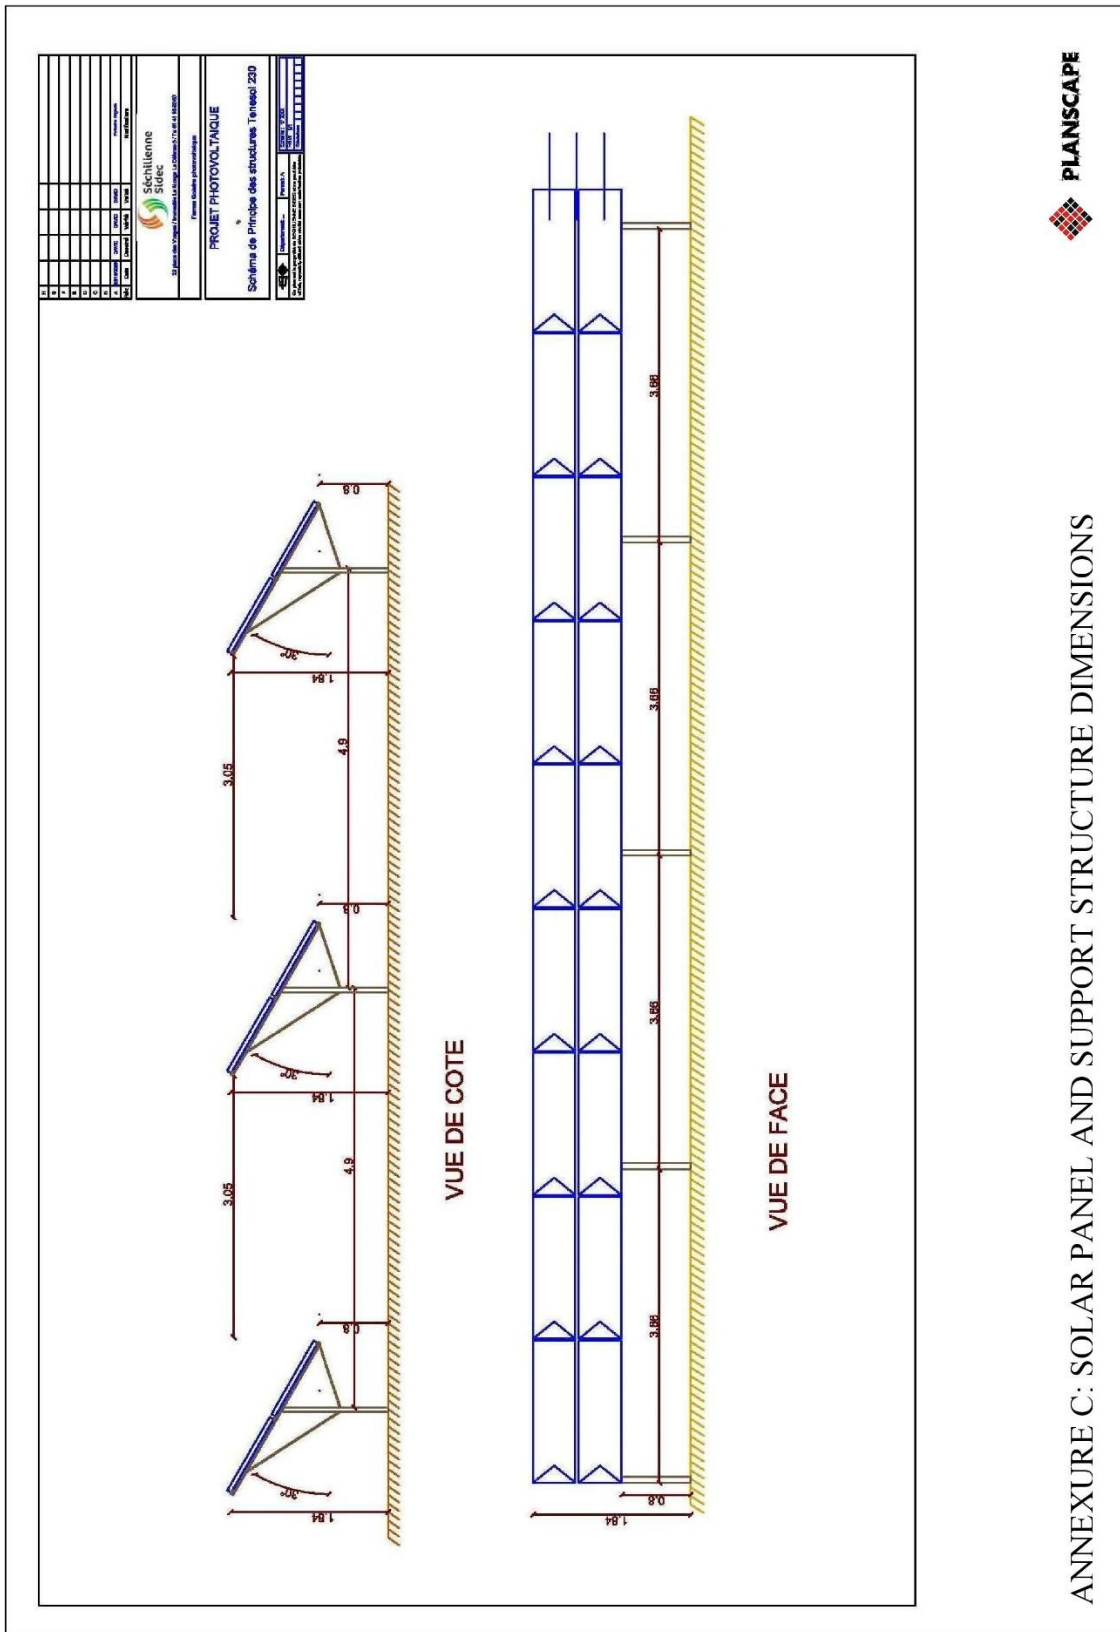 Séchilienne
Sidec
PROJET PHOTOVOLTAIQUE
Schéma de Principe des structures Tenesol 230
3.05
3.05
1.84
30°
0.8
1.84
30°
0.8
1.84
30°
0.8
4.9
4.9
VUE DE COTE
1.84
0.8
3.66
3.66
3.66
3.66
VUE DE FACE
ANNEXURE C: SOLAR PANEL AND SUPPORT STRUCTURE DIMENSIONS
PLANSCAPE